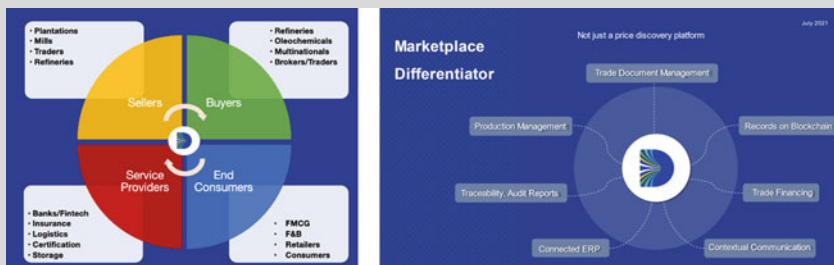 • Plantations
• Mills
• Traders
• Refineries
• Refineries
• Oleochemicals
• Multinationals
• Brokers/Traders
Sellers
Buyers
Service
Providers
End
Consumers
• Banks/Fintech
• Insurance
• Logistics
• Certification
• Storage
• FMCG
• F&B
• Retailers
• Consumers
July 2021
Marketplace
Differentiator
Not just a price discovery platform
Trade Document Management
Production Management
Records on Blockchain
Traceability, Audit Reports
Trade Financing
Connected ERP
Contextual Communication